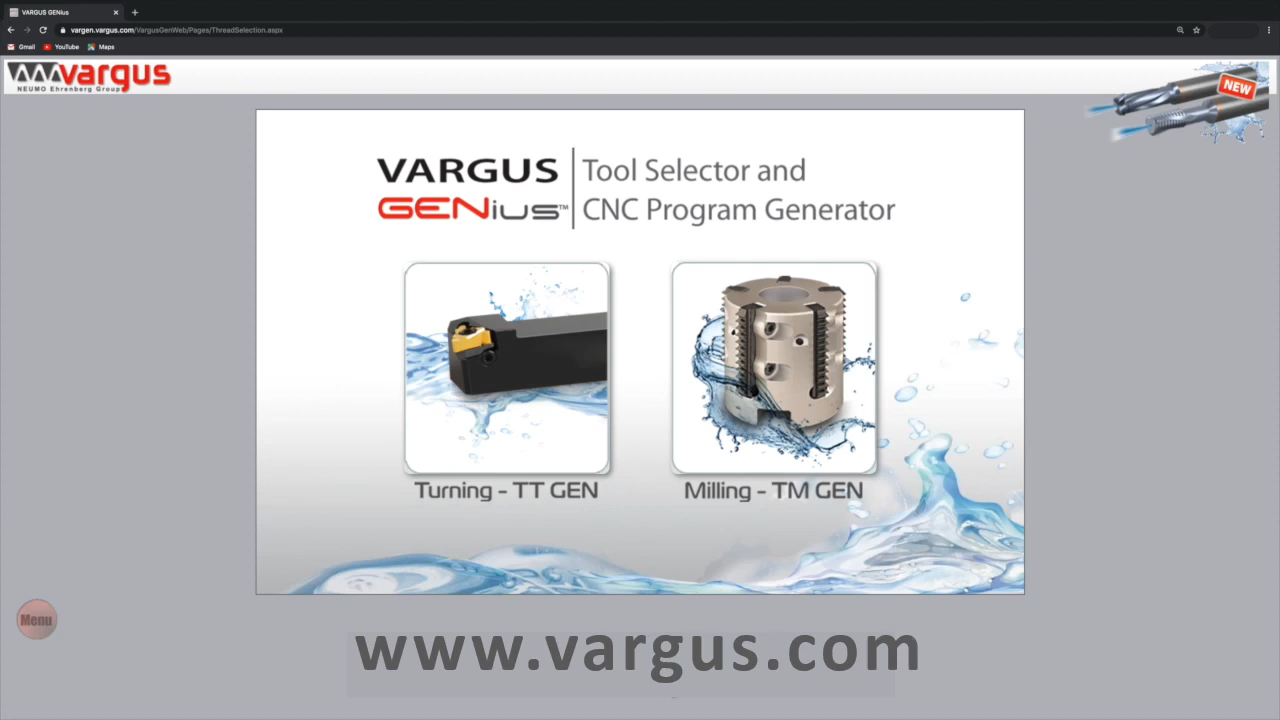 VARGUS GENius
vargen.vargus.com/VargusGenWeb/Pages/ThreadSelection.aspx
Gmail YouTube Maps
vargus
NEUMO Ehrenberg Group
NEW
VARGUS Tool Selector and
GENius™ CNC Program Generator
Turning - TT GEN Milling - TM GEN
Menu
www.vargus.com